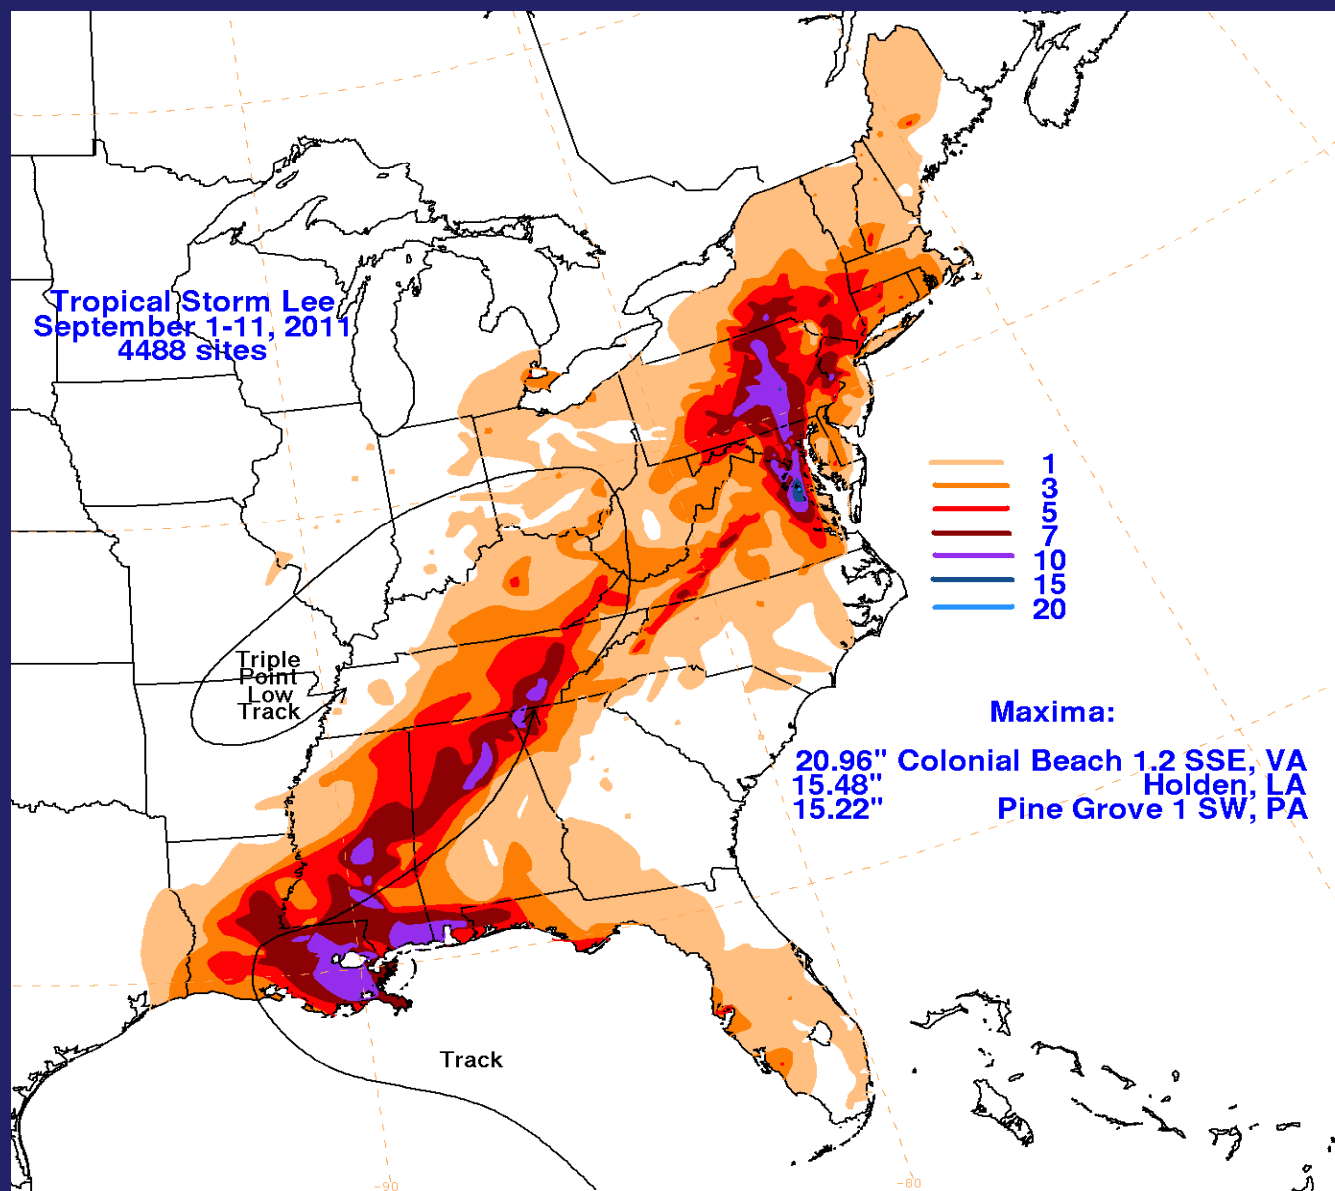 Tropical Storm Lee
September 1-11, 2011
4488 sites
1
3
5
7
10
15
20
Triple
Point
Low
Track
Maxima:
20.96" Colonial Beach 1.2 SSE, VA
15.48" Holden, LA
15.22" Pine Grove 1 SW, PA
Track
-90
-80